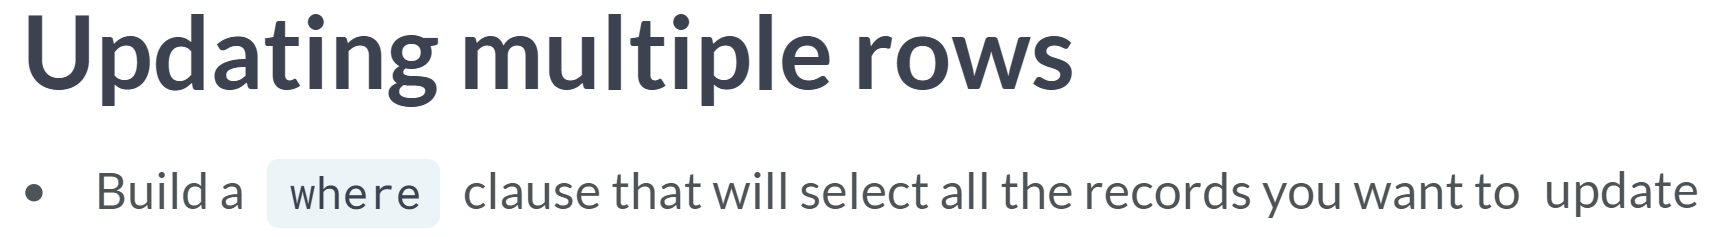 Updating multiple rows
• Build a where clause that will select all the records you want to update